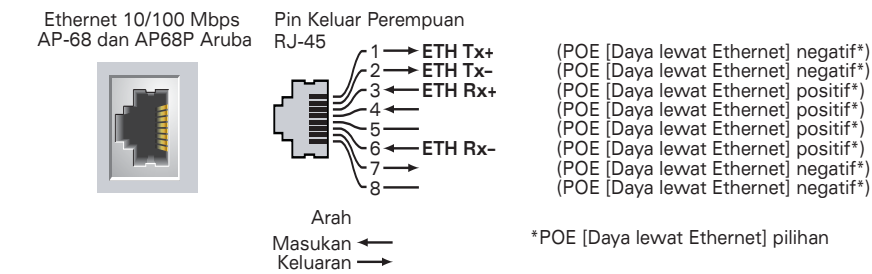 Ethernet 10/100 Mbps
AP-68 dan AP68P Aruba
Pin Keluar Perempuan
RJ-45
1 ETH Tx+ (POE [Daya lewat Ethernet] negatif*)
2 ETH Tx– (POE [Daya lewat Ethernet] negatif*)
3 ETH Rx+ (POE [Daya lewat Ethernet] positif*)
4 (POE [Daya lewat Ethernet] positif*)
5 (POE [Daya lewat Ethernet] positif*)
6 ETH Rx– (POE [Daya lewat Ethernet] positif*)
7 (POE [Daya lewat Ethernet] negatif*)
8 (POE [Daya lewat Ethernet] negatif*)
Arah
Masukan
Keluaran
*POE [Daya lewat Ethernet] pilihan